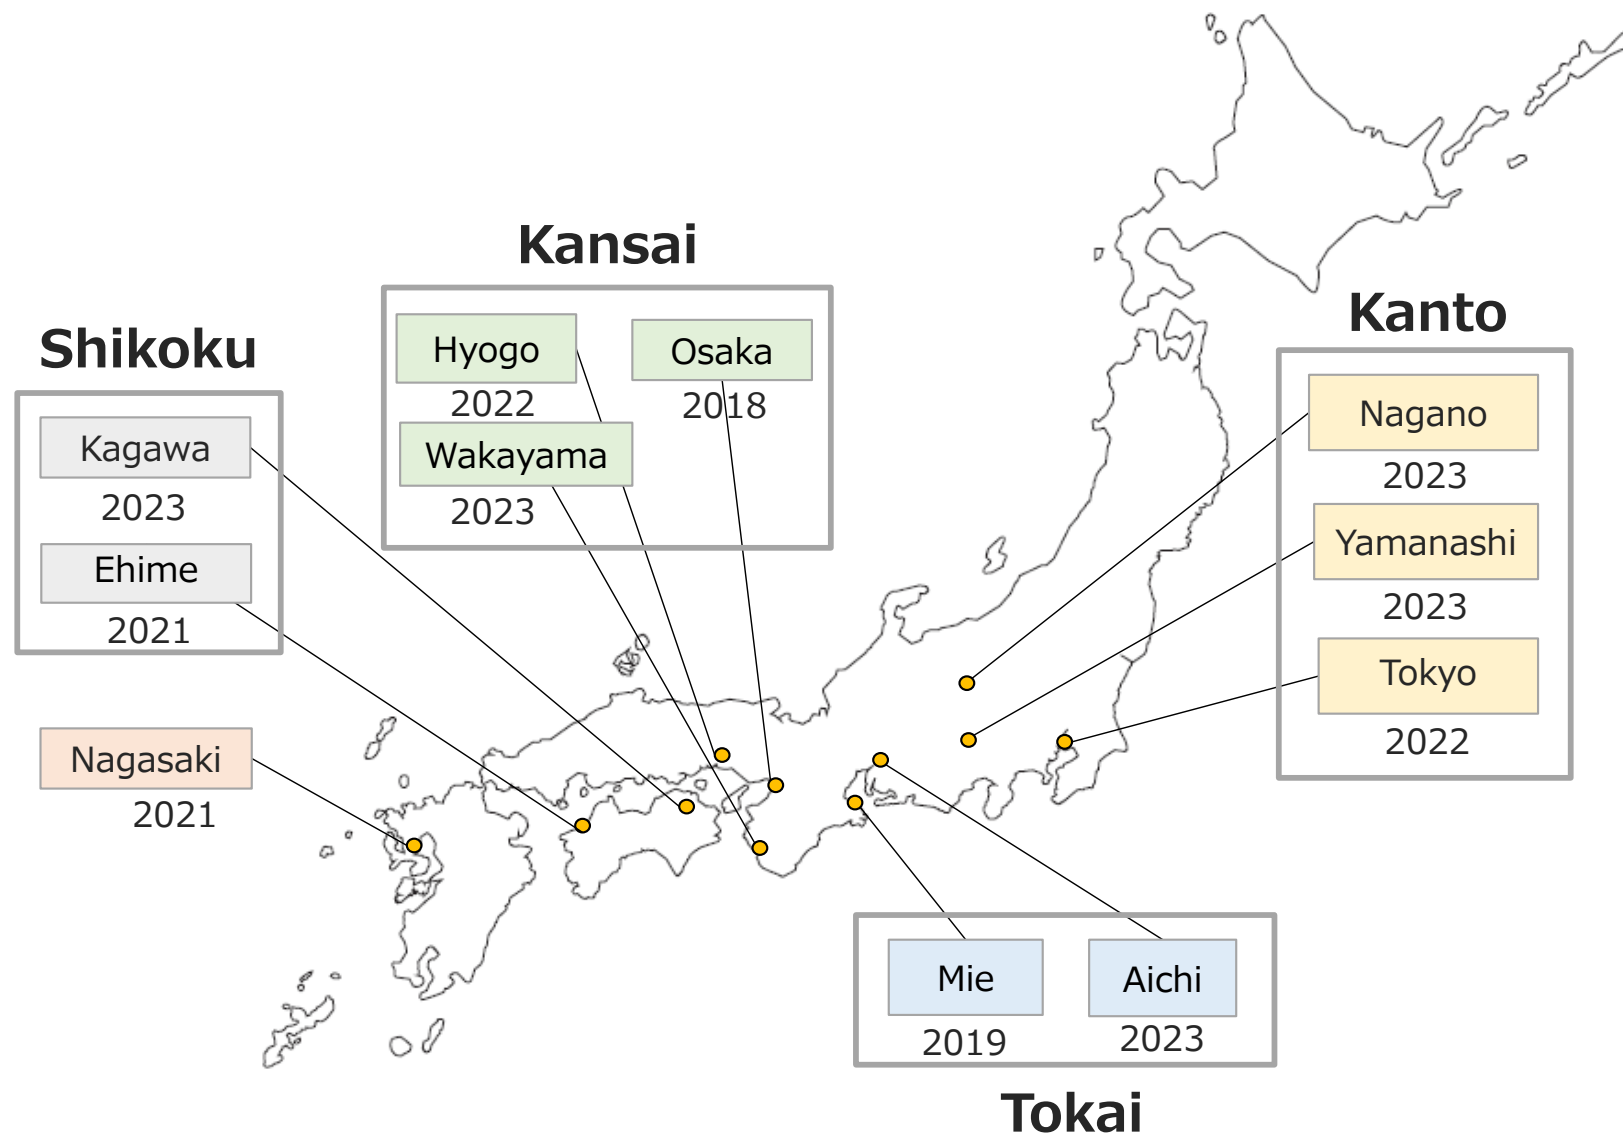 Kansai
Hyogo
2022
Osaka
2018
Wakayama
2023
Shikoku
Kagawa
2023
Ehime
2021
Nagasaki
2021
Kanto
Nagano
2023
Yamanashi
2023
Tokyo
2022
Mie
2019
Aichi
2023
Tokai